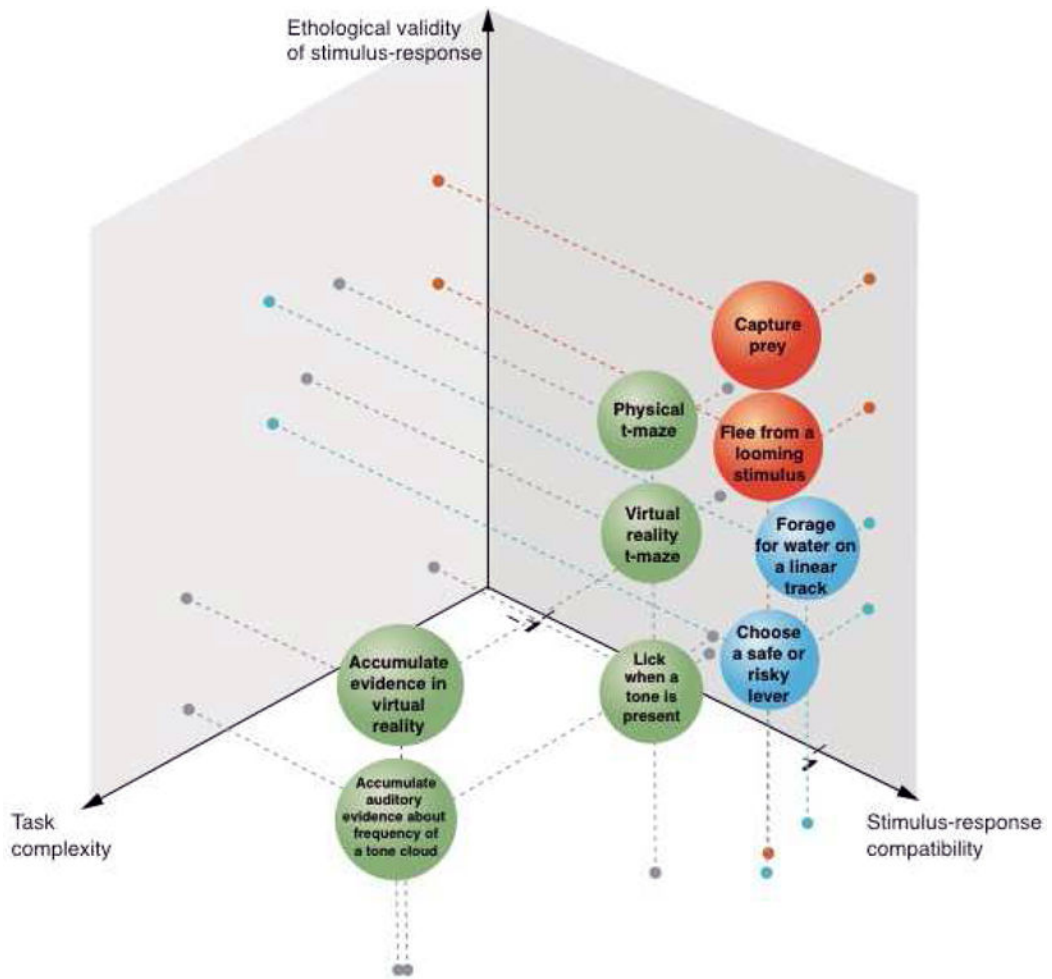 Ethological validity
of stimulus-response
Capture
prey
Physical
t-maze
Flee from a
looming
stimulus
Virtual
reality
t-maze
Forage
for water on
a linear
track
Choose
a safe or
risky
lever
Lick
when a
tone is
present
Accumulate
evidence in
virtual
reality
Accumulate
auditory
evidence about
frequency of
a tone cloud
Task
complexity
Stimulus-response
compatibility